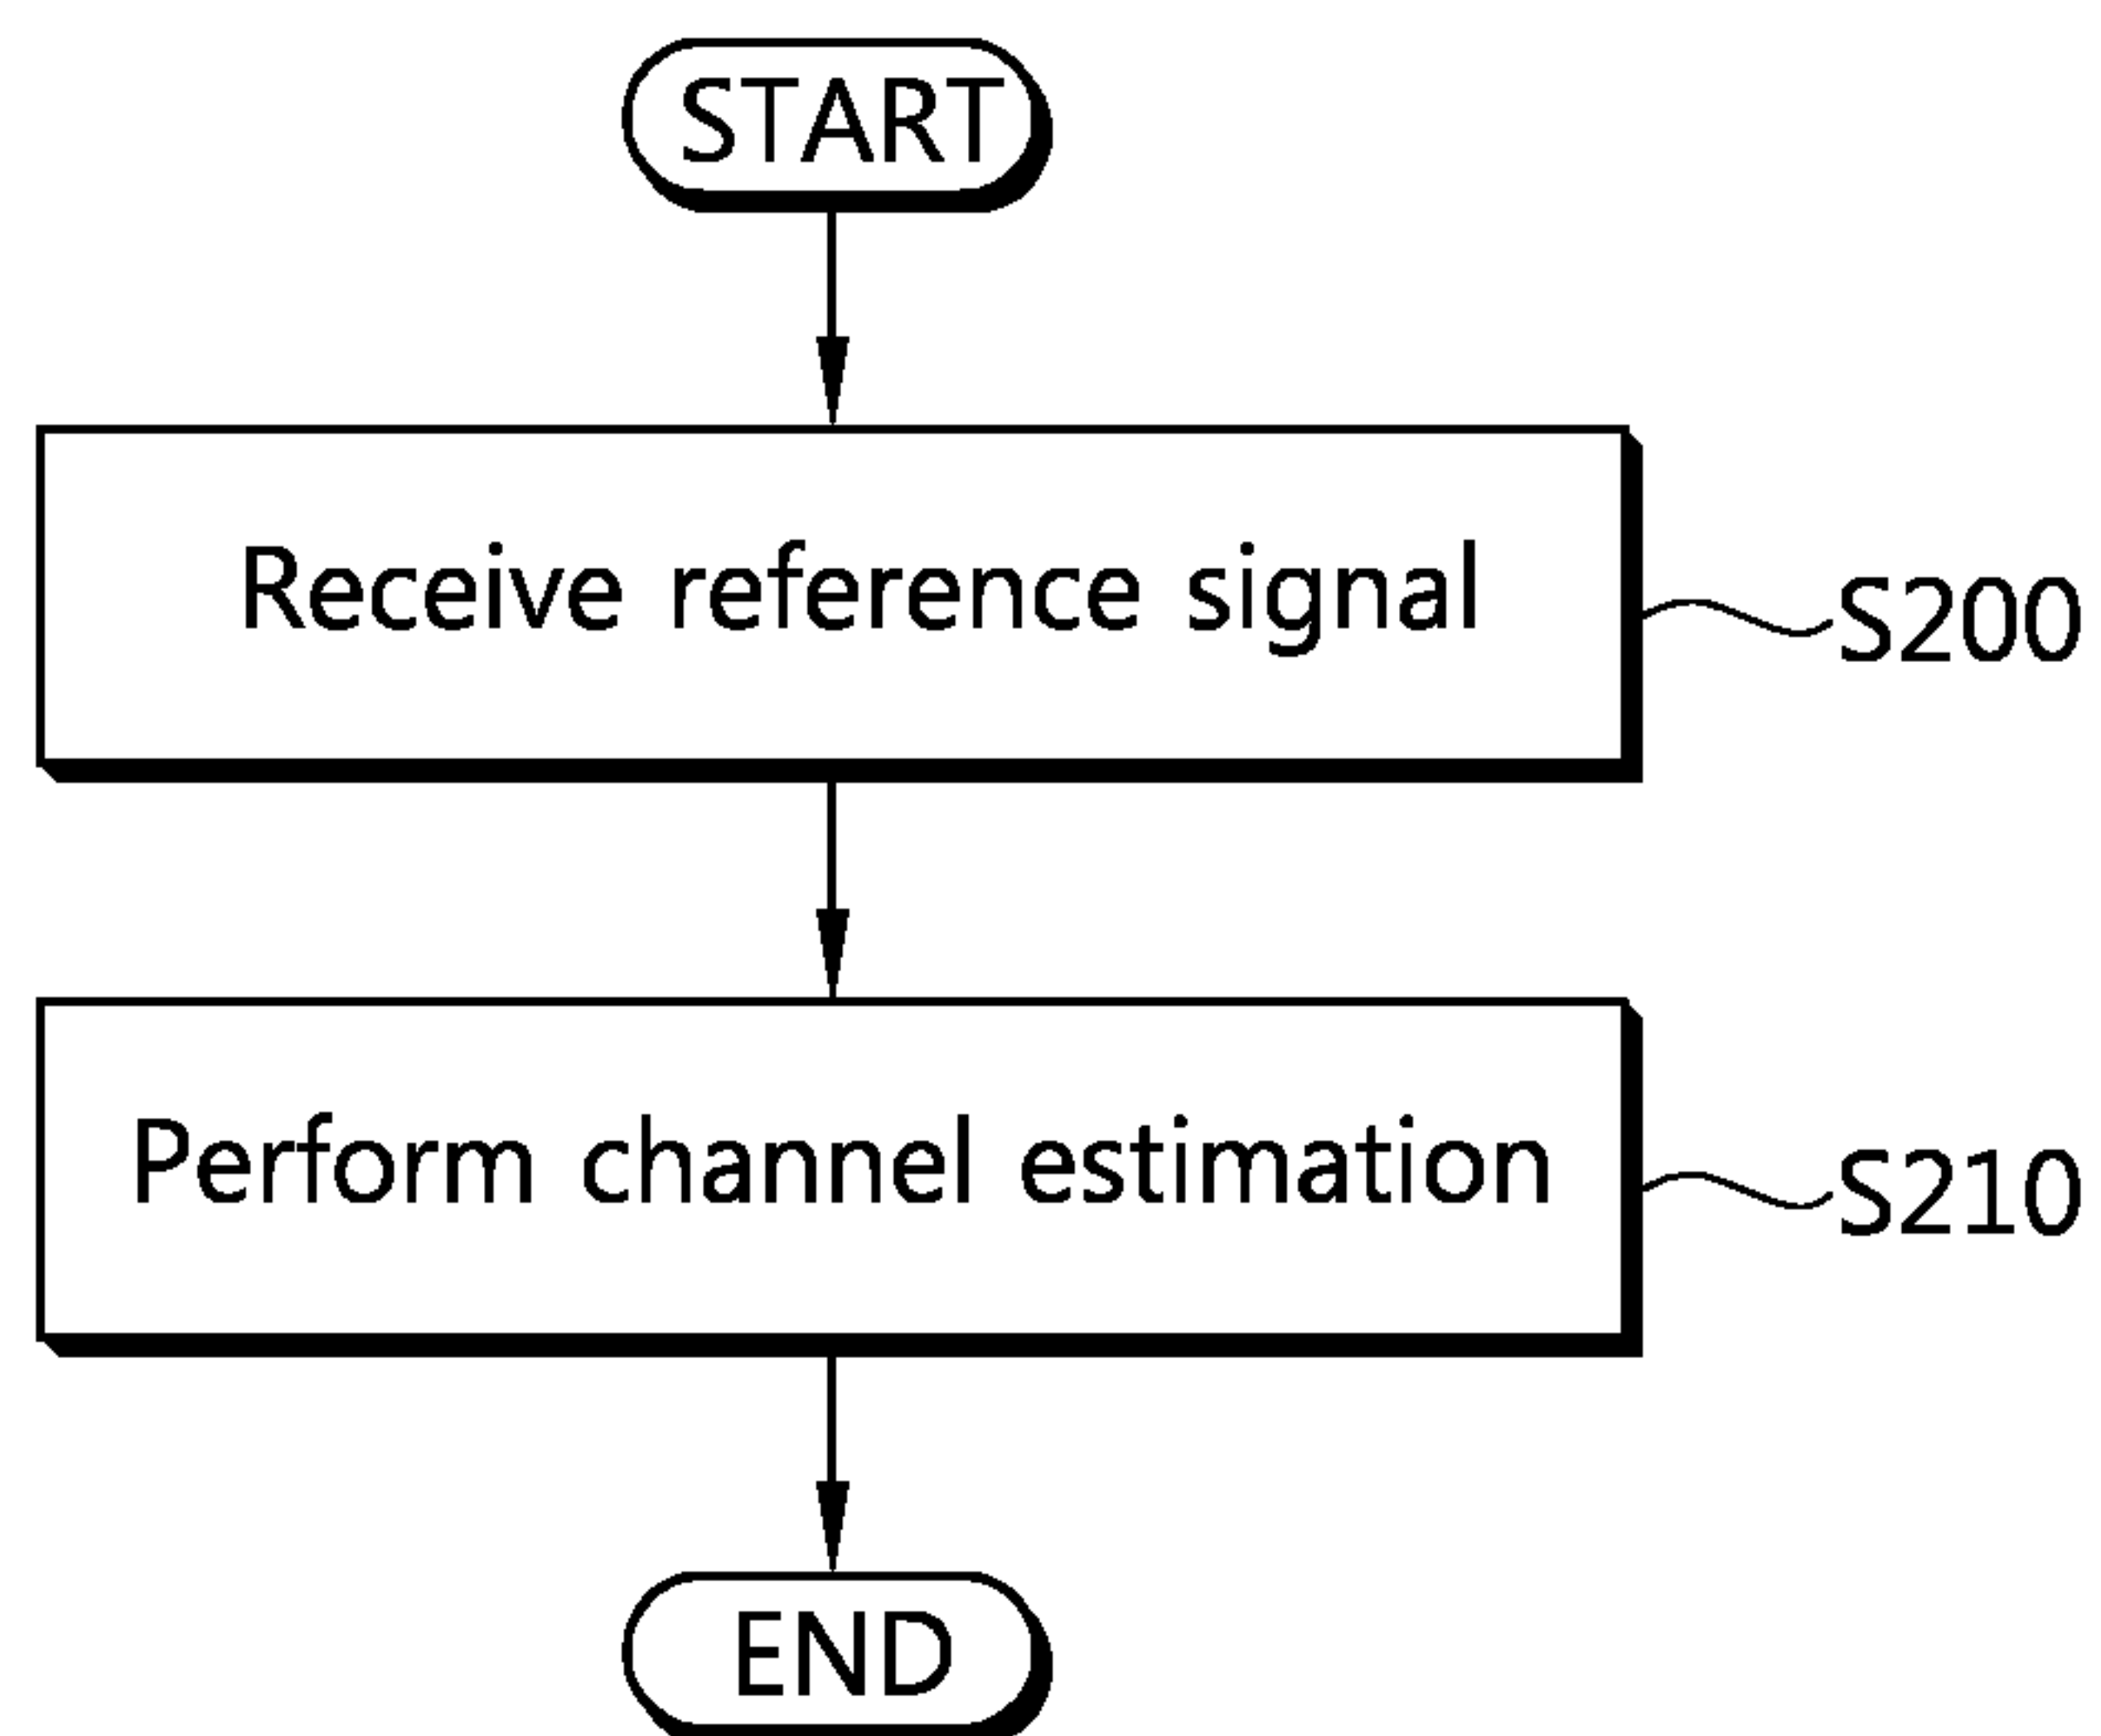 START
Receive reference signal
S200
Perform channel estimation
S210
END